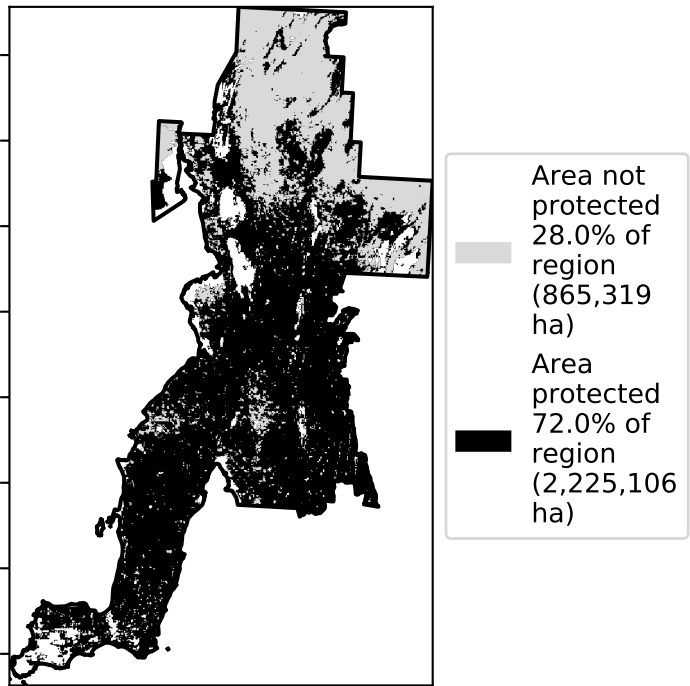 Area not
protected
28.0% of
region
(865,319
ha)
Area
protected
72.0% of
region
(2,225,106
ha)